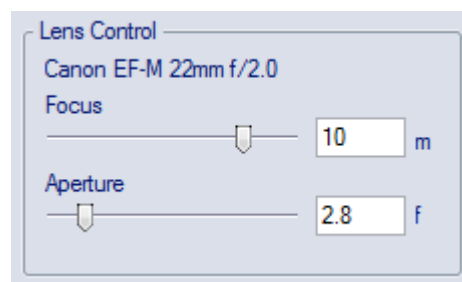 Lens Control
Canon EF-M 22mm f/2.0
Focus
10 m
Aperture
2.8 f